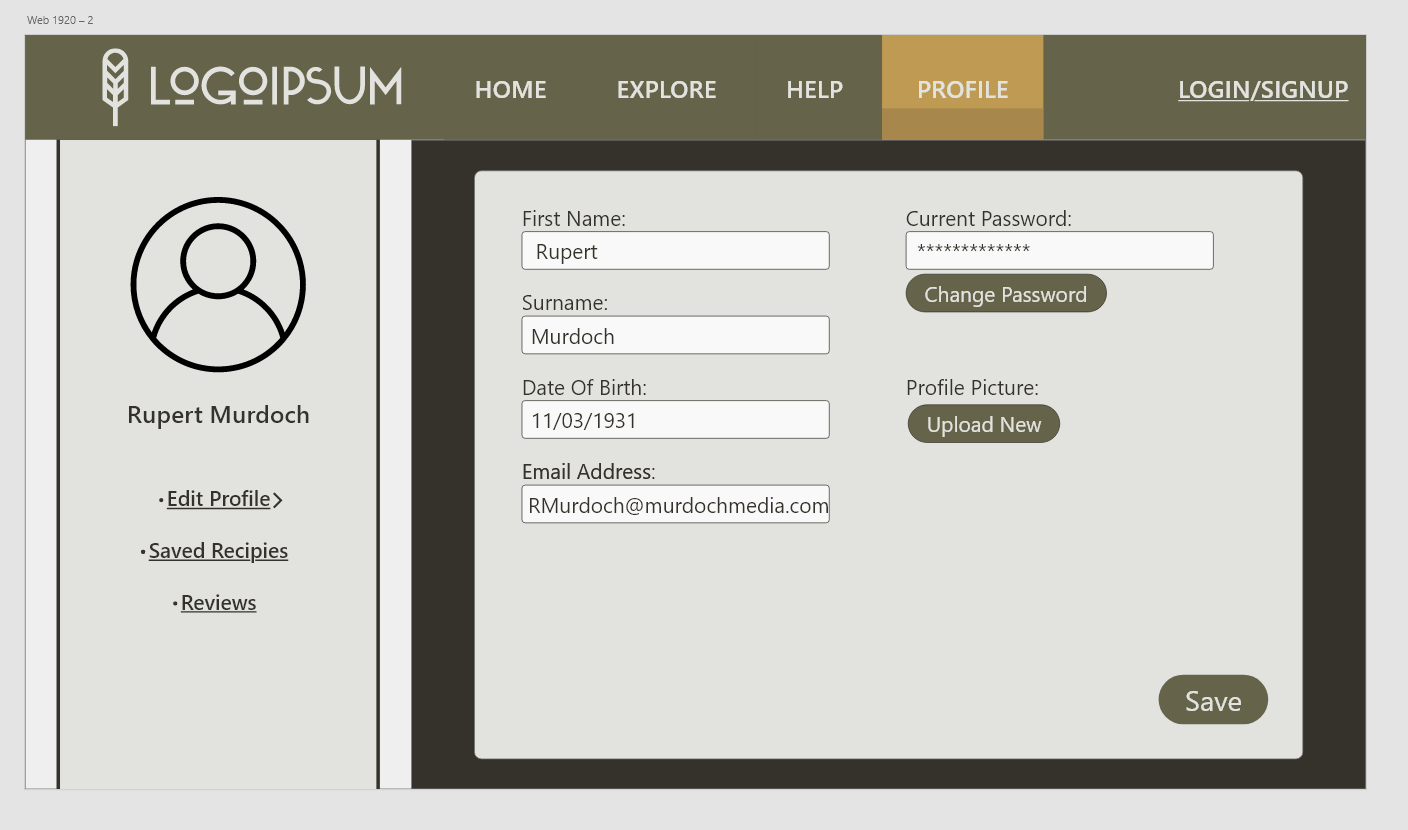 Web 1920 – 2
LOGOIPSUM
HOME EXPLORE HELP PROFILE LOGIN/SIGNUP
Rupert Murdoch
•Edit Profile
•Saved Recipies
•Reviews
First Name:
Rupert
Surname:
Murdoch
Date Of Birth:
11/03/1931
Email Address:
RMurdoch@murdochmedia.com
Current Password:
*************
Change Password
Profile Picture:
Upload New
Save